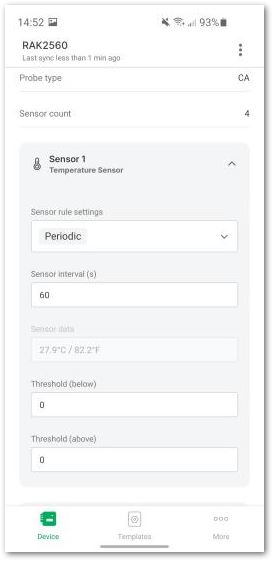 14:52 93%
RAK2560
Last sync less than 1 min ago
Probe type CA
Sensor count 4
Sensor 1
Temperature Sensor
Sensor rule settings
Periodic
Sensor interval (s)
60
Sensor data
27.9°C / 82.2°F
Threshold (below)
0
Threshold (above)
0
Device Templates More